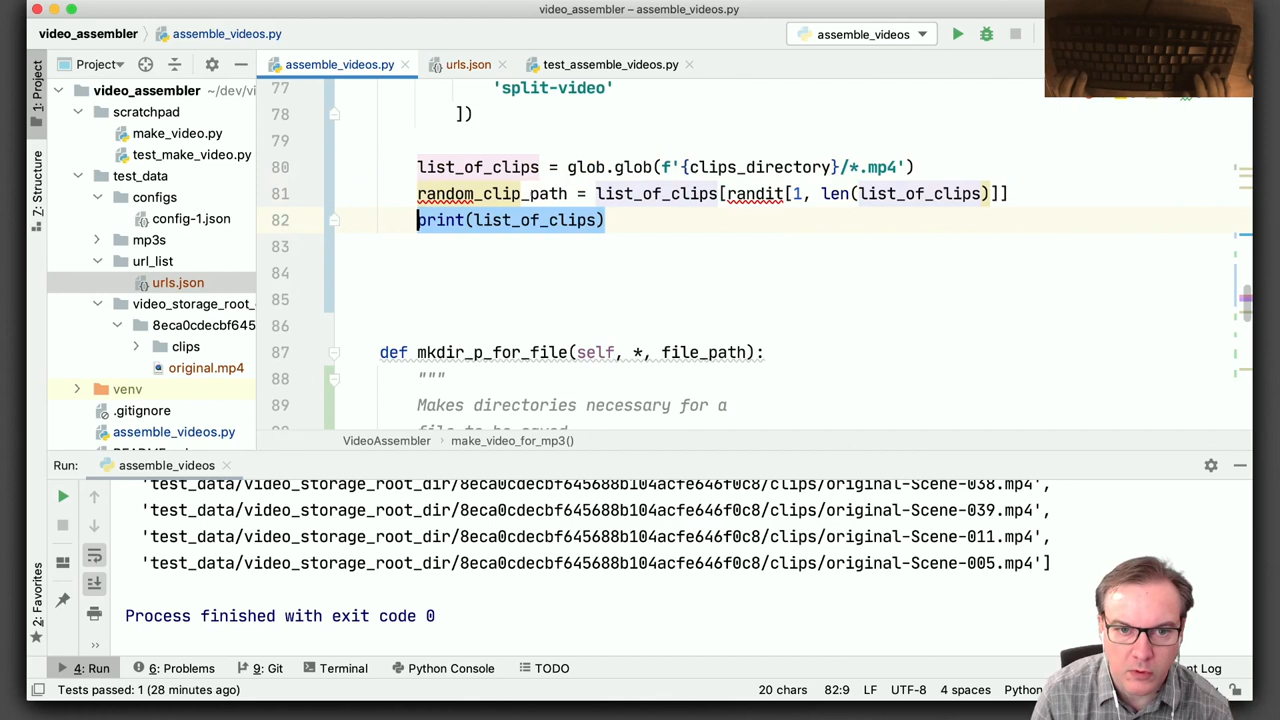 video_assembler – assemble_videos.py
video_assembler
assemble_videos.py
assemble_videos
1: Project
Z: Structure
2: Favorites
Project
assemble_videos.py
urls.json
test_assemble_videos.py
video_assembler ~/dev/vi
scratchpad
make_video.py
test_make_video.py
test_data
configs
config-1.json
mp3s
url_list
urls.json
video_storage_root_
8eca0cdecbf645
clips
original.mp4
venv
.gitignore
assemble_videos.py
77 'split-video'
78 ])
79
80 list_of_clips = glob.glob(f'{clips_directory}/*.mp4')
81 random_clip_path = list_of_clips[randit[1, len(list_of_clips)]]
82 print(list_of_clips)
83
84
85
86
87 def mkdir_p_for_file(self, *, file_path):
88 """
89 Makes directories necessary for a
VideoAssembler
make_video_for_mp3()
Run: assemble_videos
'test_data/video_storage_root_dir/8eca0cdecbf645688b104acfe646f0c8/clips/original-Scene-038.mp4',
'test_data/video_storage_root_dir/8eca0cdecbf645688b104acfe646f0c8/clips/original-Scene-039.mp4',
'test_data/video_storage_root_dir/8eca0cdecbf645688b104acfe646f0c8/clips/original-Scene-011.mp4',
'test_data/video_storage_root_dir/8eca0cdecbf645688b104acfe646f0c8/clips/original-Scene-005.mp4']
Process finished with exit code 0
4: Run 6: Problems 9: Git Terminal Python Console TODO t Log
Tests passed: 1 (28 minutes ago) 20 chars 82:9 LF UTF-8 4 spaces Python